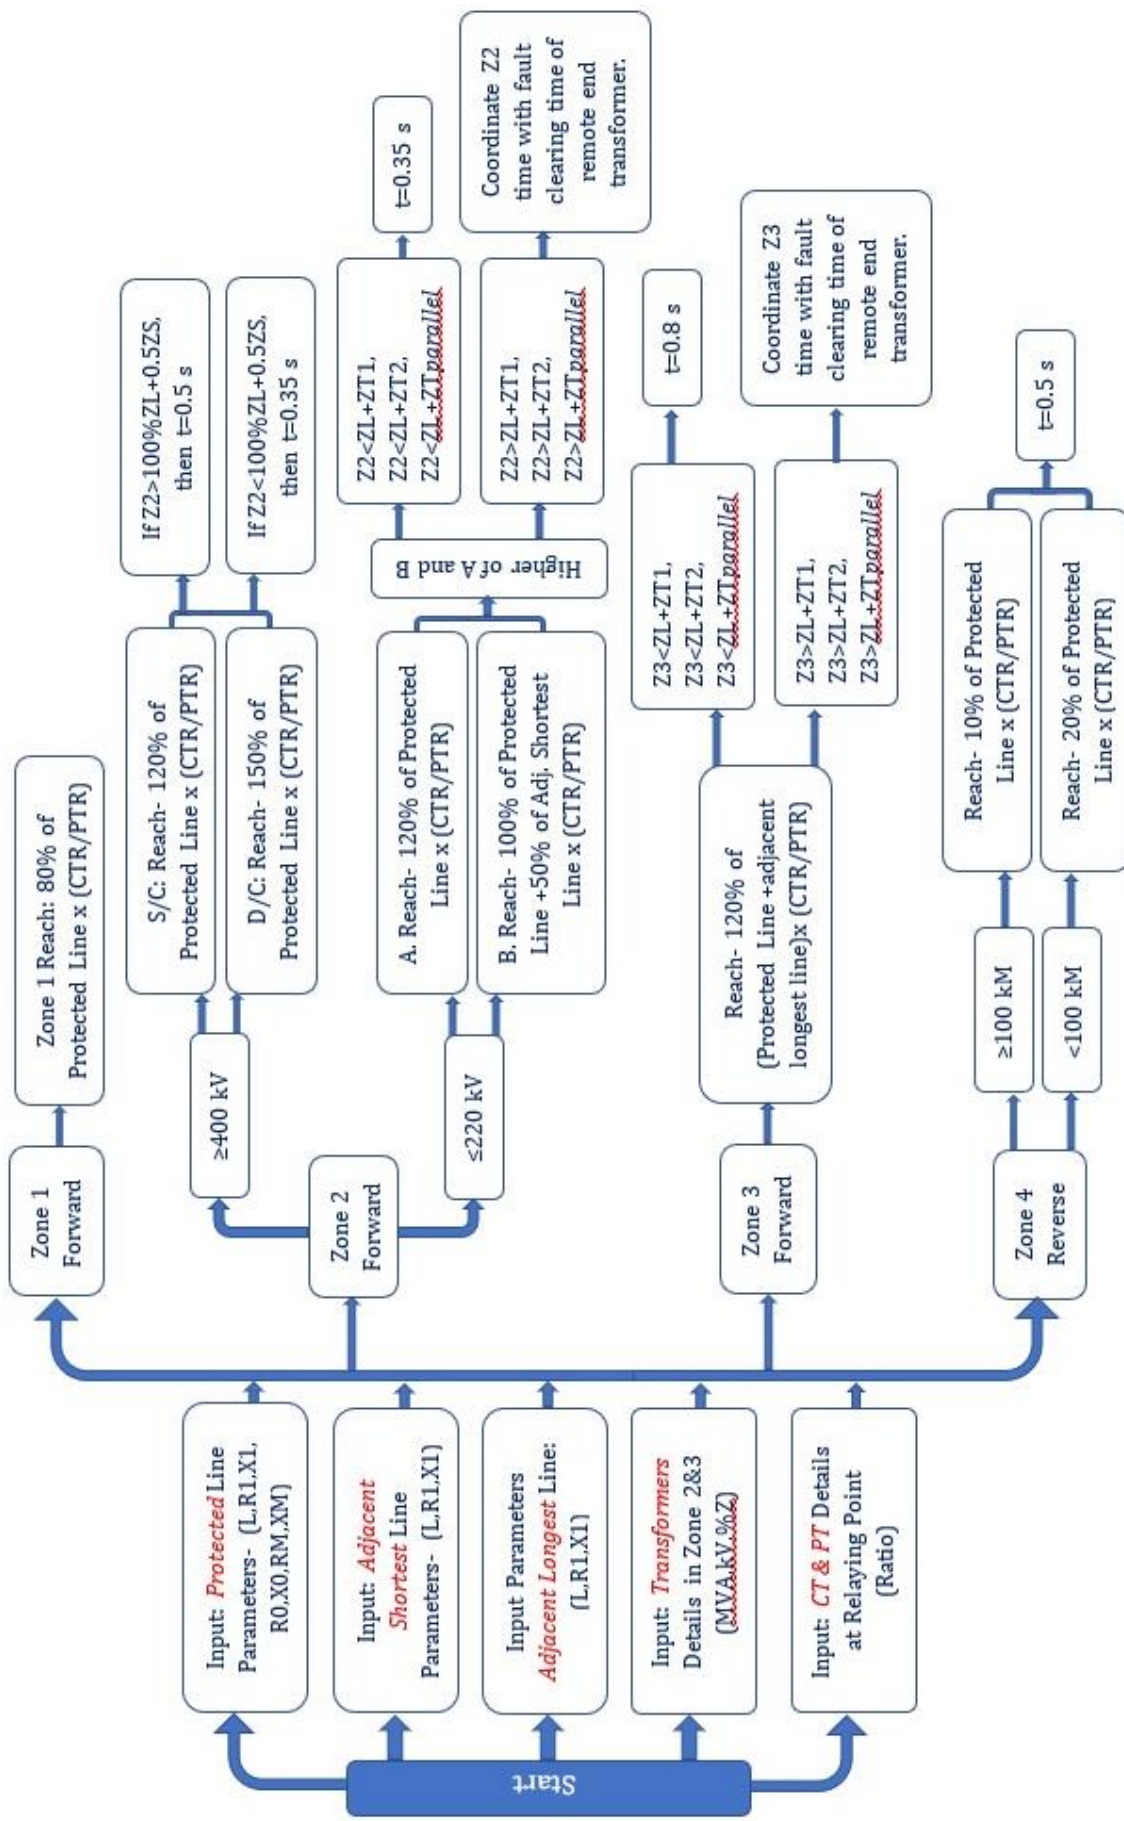 Start
Input: Protected Line
Parameters- (L,R1,X1,
R0,X0,RM,XM)
Input: Adjacent
Shortest Line
Parameters- (L,R1,X1)
Input Parameters
Adjacent Longest Line:
(L,R1,X1)
Input: Transformers
Details in Zone 2&3
(MVA,kV,%Z)
Input: CT & PT Details
at Relaying Point
(Ratio)
Zone 1
Forward
Zone 1 Reach: 80% of
Protected Line x (CTR/PTR)
Zone 2
Forward
≥400 kV
S/C: Reach- 120% of
Protected Line x (CTR/PTR)
D/C: Reach- 150% of
Protected Line x (CTR/PTR)
If Z2>100%ZL+0.5ZS,
then t=0.5 s
If Z2<100%ZL+0.5ZS,
then t=0.35 s
≤220 kV
A. Reach- 120% of Protected
Line x (CTR/PTR)
B. Reach- 100% of Protected
Line +50% of Adj. Shortest
Line x (CTR/PTR)
Higher of A and B
Z2<ZL+ZT1,
Z2<ZL+ZT2,
Z2<ZL+ZTparallel
t=0.35 s
Z2>ZL+ZT1,
Z2>ZL+ZT2,
Z2>ZL+ZTparallel
Coordinate Z2
time with fault
clearing time of
remote end
transformer.
Zone 3
Forward
Reach- 120% of
(Protected Line +adjacent
longest line)x (CTR/PTR)
Z3<ZL+ZT1,
Z3<ZL+ZT2,
Z3<ZL+ZTparallel
t=0.8 s
Z3>ZL+ZT1,
Z3>ZL+ZT2,
Z3>ZL+ZTparallel
Coordinate Z3
time with fault
clearing time of
remote end
transformer.
Zone 4
Reverse
≥100 kM
Reach- 10% of Protected
Line x (CTR/PTR)
<100 kM
Reach- 20% of Protected
Line x (CTR/PTR)
t=0.5 s